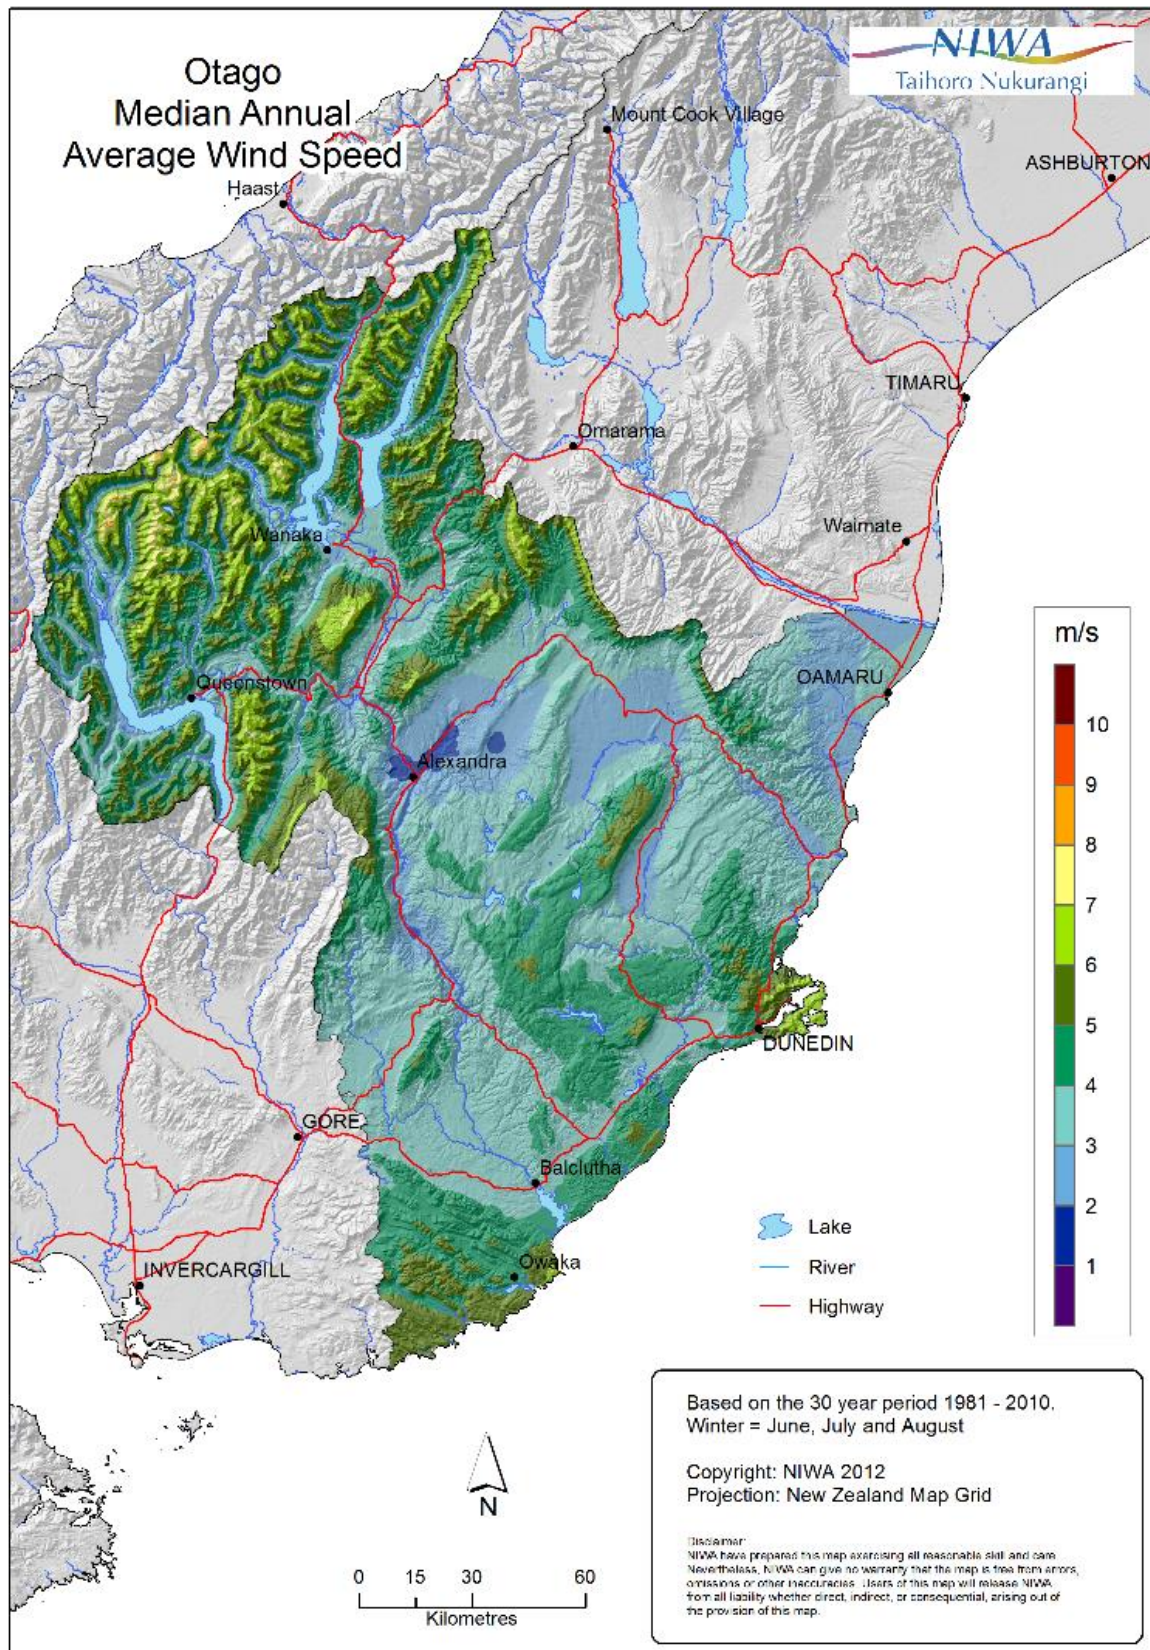 Otago
Median Annual
Average Wind Speed
NIWA
Taihoro Nukurangi
Mount Cook Village
ASHBURTON
Haast
TIMARU
Omarama
Waimate
Wanaka
OAMARU
Queenstown
Alexandra
DUNEDIN
GORE
Balclutha
Owaka
INVERCARGILL
m/s
10
9
8
7
6
5
4
3
2
1
Lake
River
Highway
Based on the 30 year period 1981 - 2010.
Winter = June, July and August
Copyright: NIWA 2012
Projection: New Zealand Map Grid
Disclaimer:
NIWA have prepared this map exercising all reasonable skill and care.
Nevertheless, NIWA can give no warranty that the map is free from errors,
omissions or other inaccuracies. Users of this map will release NIWA
from all liability whether direct, indirect, or consequential, arising out of
the provision of this map.
N
0 15 30 60
Kilometres